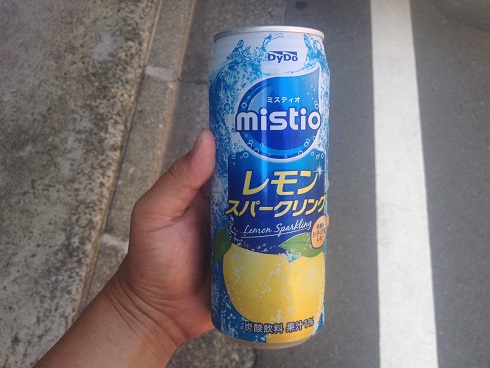 DyDo
ミスティオ
mistio
レモン
スパークリング
Lemon Sparkling
炭酸飲料 果汁1%